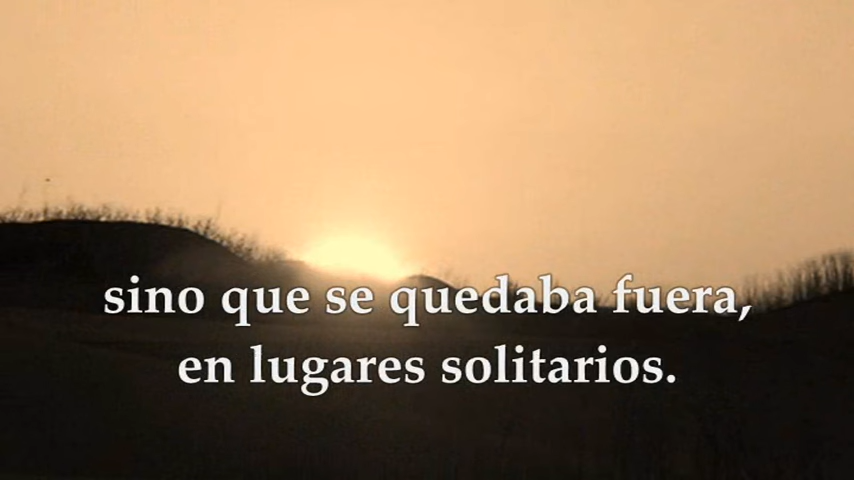 sino que se quedaba fuera,
en lugares solitarios.